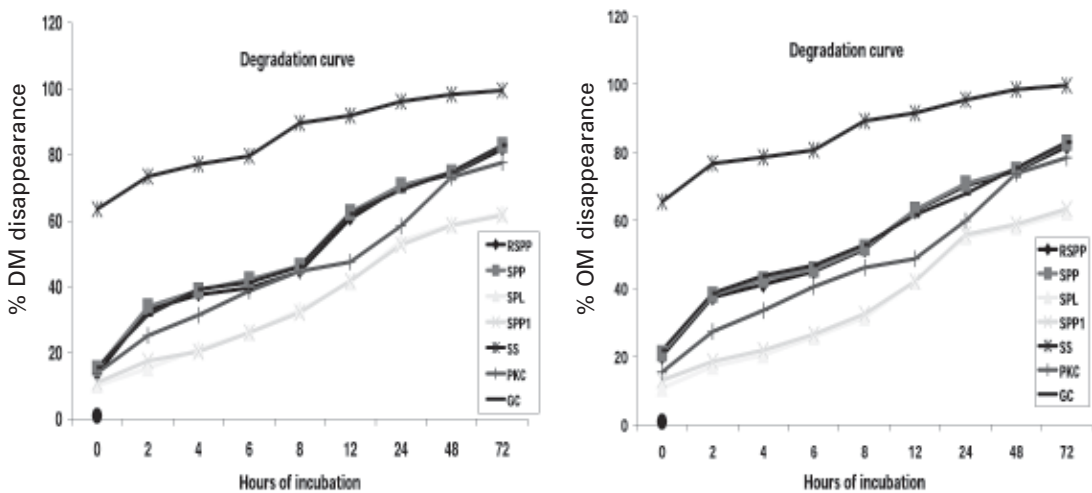 % DM disappearance
Degradation curve
120
100
80
60
40
20
0
0 2 4 6 8 12 24 48 72
Hours of incubation
RSPP
SPP
SPL
SPP1
SS
PKC
GC
% OM disappearance
Degradation curve
120
100
80
60
40
20
0
0 2 4 6 8 12 24 48 72
Hours of incubation
RSPP
SPP
SPL
SPP1
SS
PKC
GC